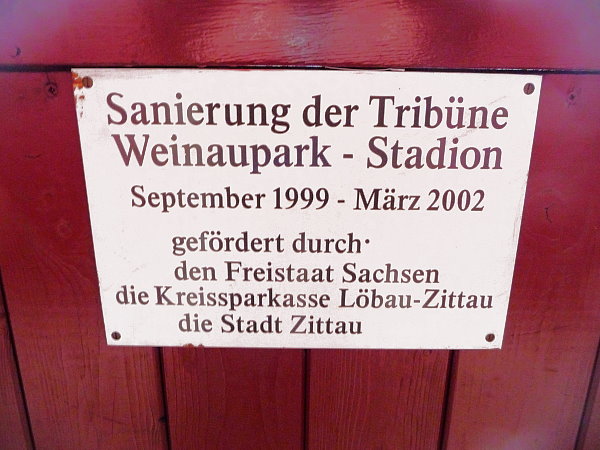 Sanierung der Tribüne
Weinaupark - Stadion
September 1999 - März 2002
gefördert durch:
den Freistaat Sachsen
die Kreissparkasse Löbau-Zittau
die Stadt Zittau